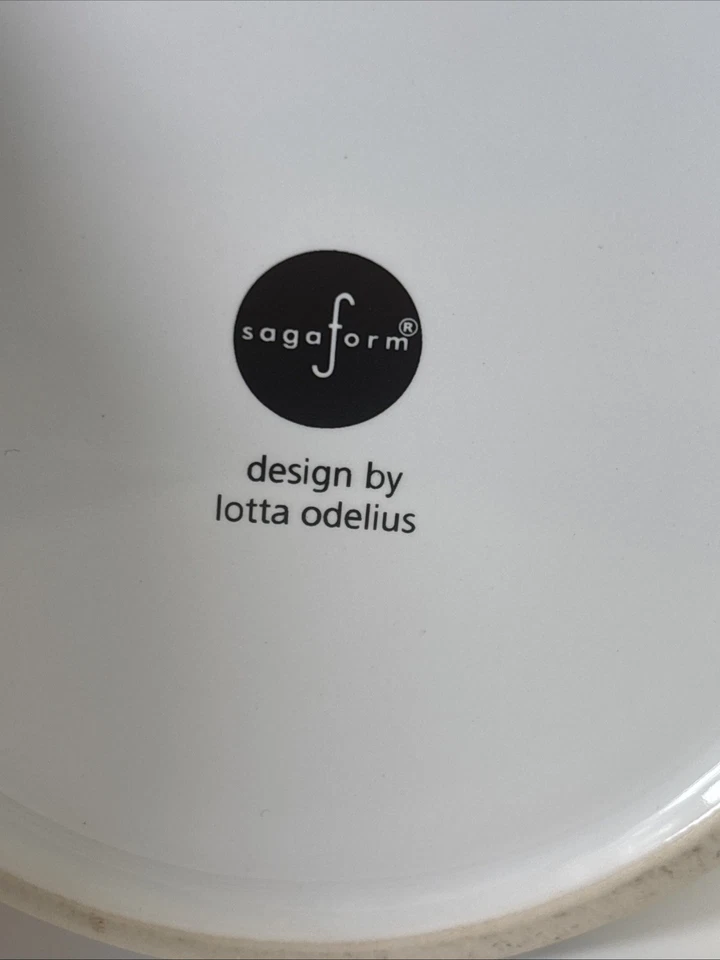 sagaform®
design by
lotta odelius